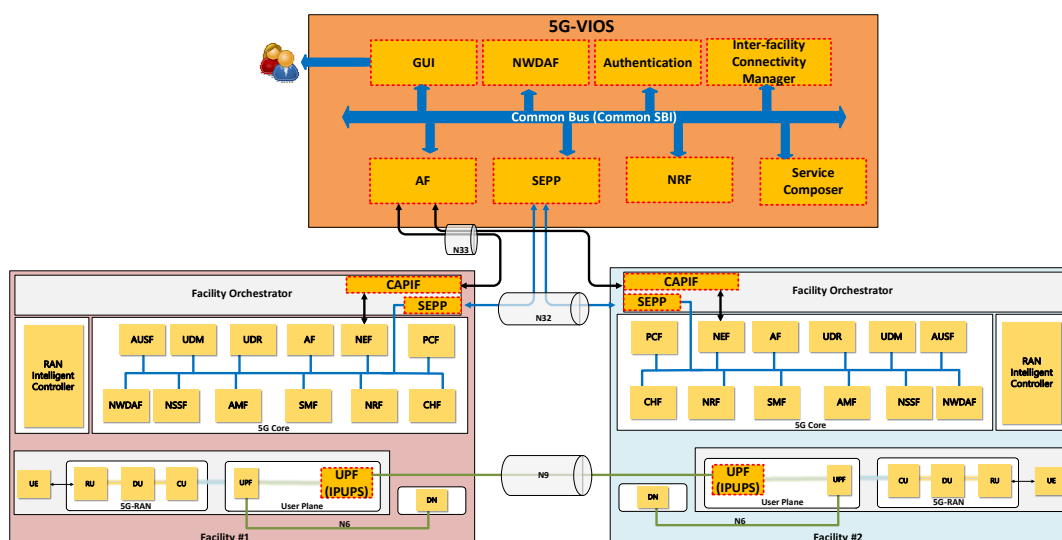 5G-VIOS
GUI
NWDAF
Authentication
Inter-facility
Connectivity
Manager
Common Bus (Common SBI)
AF
SEPP
NRF
Service
Composer
N33
N32
CAPIF
Facility Orchestrator
SEPP
RAN
Intelligent
Controller
AUSF
UDM
UDR
AF
NEF
PCF
NWDAF
NSSF
AMF
SMF
NRF
CHF
5G Core
UE
RU
DU
CU
5G-RAN
UPF
UPF
(IPUPS)
User Plane
DN
N6
Facility #1
N9
CAPIF
Facility Orchestrator
SEPP
PCF
NEF
AF
UDR
UDM
AUSF
CHF
NRF
SMF
AMF
NSSF
NWDAF
5G Core
RAN
Intelligent
Controller
UPF
(IPUPS)
UPF
User Plane
CU
DU
RU
5G-RAN
UE
DN
N6
Facility #2